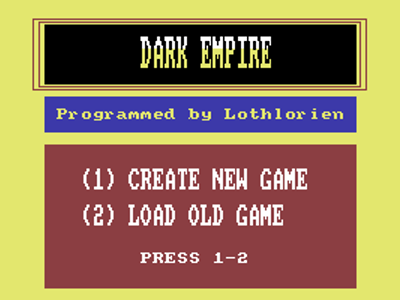 DARK EMPIRE
Programmed by Lothlorien
(1) CREATE NEW GAME
(2) LOAD OLD GAME
PRESS 1-2